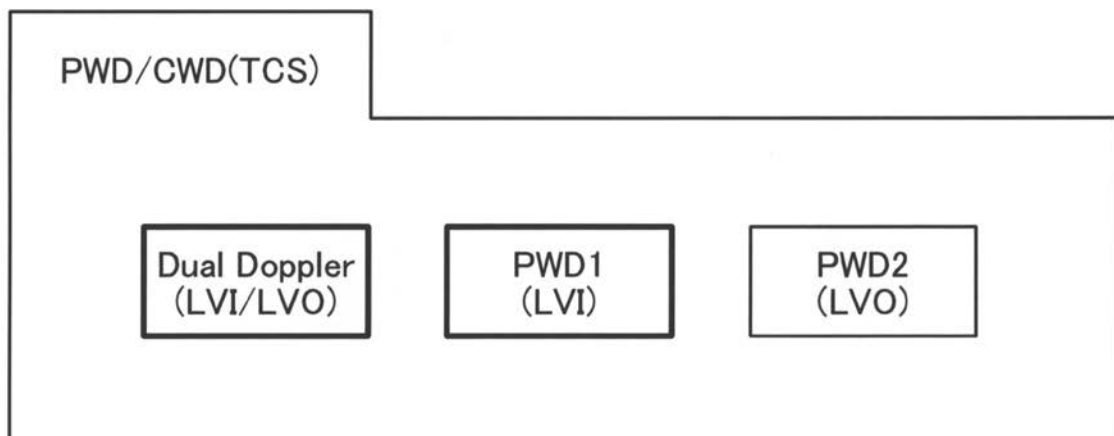 PWD/CWD(TCS)
Dual Doppler
(LVI/LVO)
PWD1
(LVI)
PWD2
(LVO)